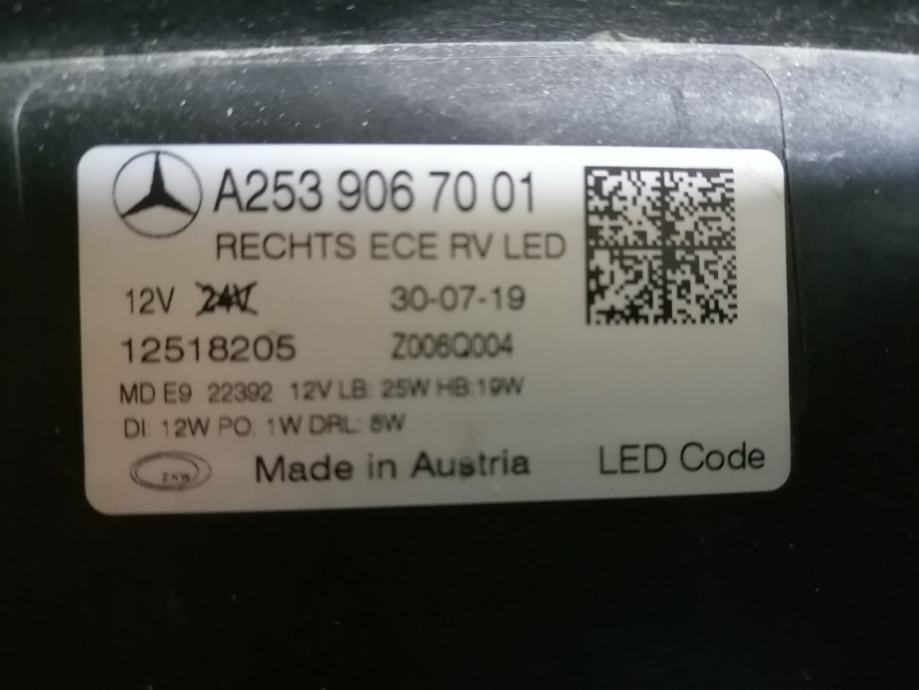 A253 906 70 01
RECHTS ECE RV LED
12V 24V 30-07-19
12518205 Z006Q004
MD E9 22392 12V LB: 25W HB:19W
DI: 12W PO: 1W DRL: 8W
ZKW Made in Austria LED Code